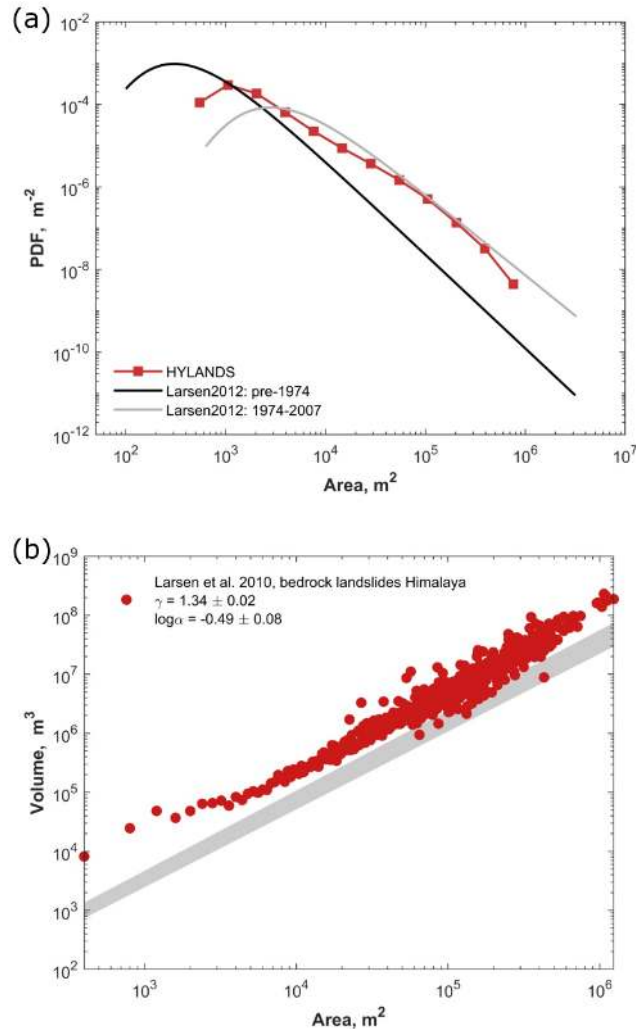 (a)
10^-2
10^-4
10^-6
10^-8
10^-10
10^-12
PDF, m^-2
HYLANDS
Larsen2012: pre-1974
Larsen2012: 1974-2007
10^2 10^3 10^4 10^5 10^6 10^7
Area, m^2
(b)
10^9
10^8
10^7
10^6
10^5
10^4
10^3
10^2
Volume, m^3
Larsen et al. 2010, bedrock landslides Himalaya
γ = 1.34 ± 0.02
logα = -0.49 ± 0.08
10^3 10^4 10^5 10^6
Area, m^2